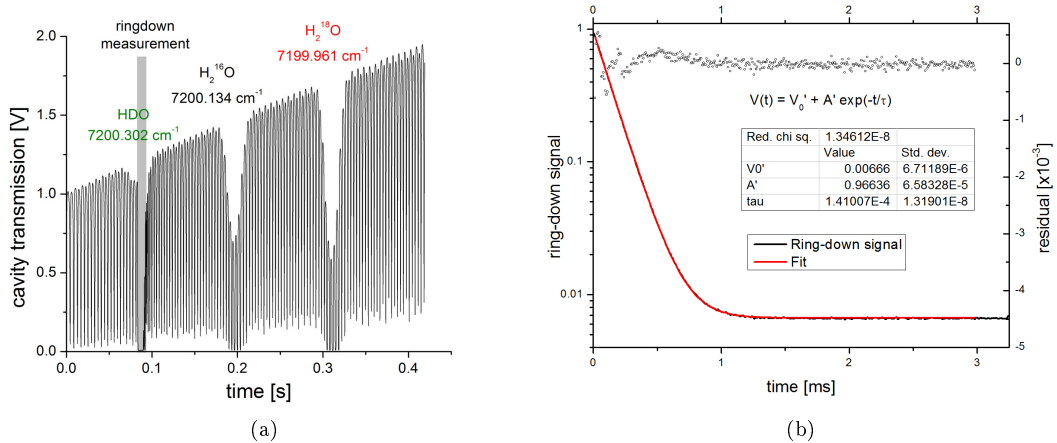 ringdown
measurement
H₂¹⁸O
7199.961 cm⁻¹
H₂¹⁶O
7200.134 cm⁻¹
HDO
7200.302 cm⁻¹
2.0
1.5
1.0
0.5
0.0
cavity transmission [V]
0.0 0.1 0.2 0.3 0.4
time [s]
(a)
0 1 2 3
1
0.1
0.01
ring-down signal
V(t) = V₀' + A' exp(-t/τ)
Red. chi sq. 1.34612E-8
Value Std. dev.
V0' 0.00666 6.71189E-6
A' 0.96636 6.58328E-5
tau 1.41007E-4 1.31901E-8
Ring-down signal
Fit
0
-1
-2
-3
-4
-5
residual [x10⁻³]
0 1 2 3
time [ms]
(b)